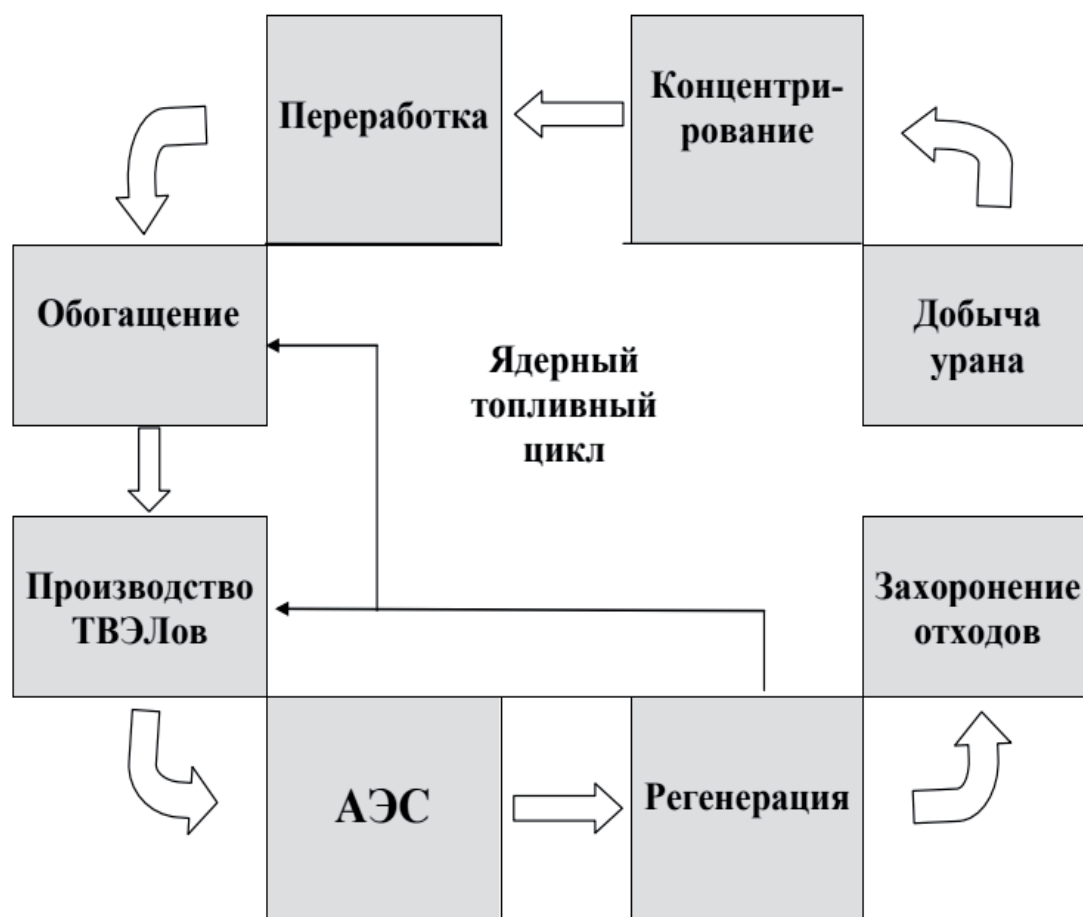 Переработка
Концентри-
рование
Обогащение
Ядерный
топливный
цикл
Добыча
урана
Производство
ТВЭЛов
Захоронение
отходов
АЭС
Регенерация